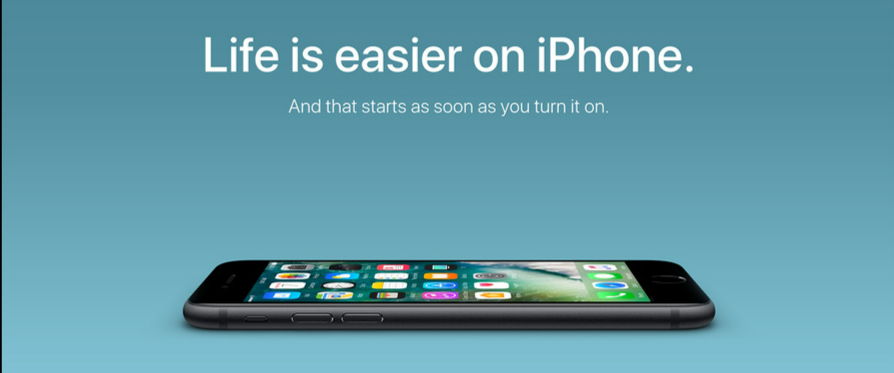 Life is easier on iPhone.
And that starts as soon as you turn it on.